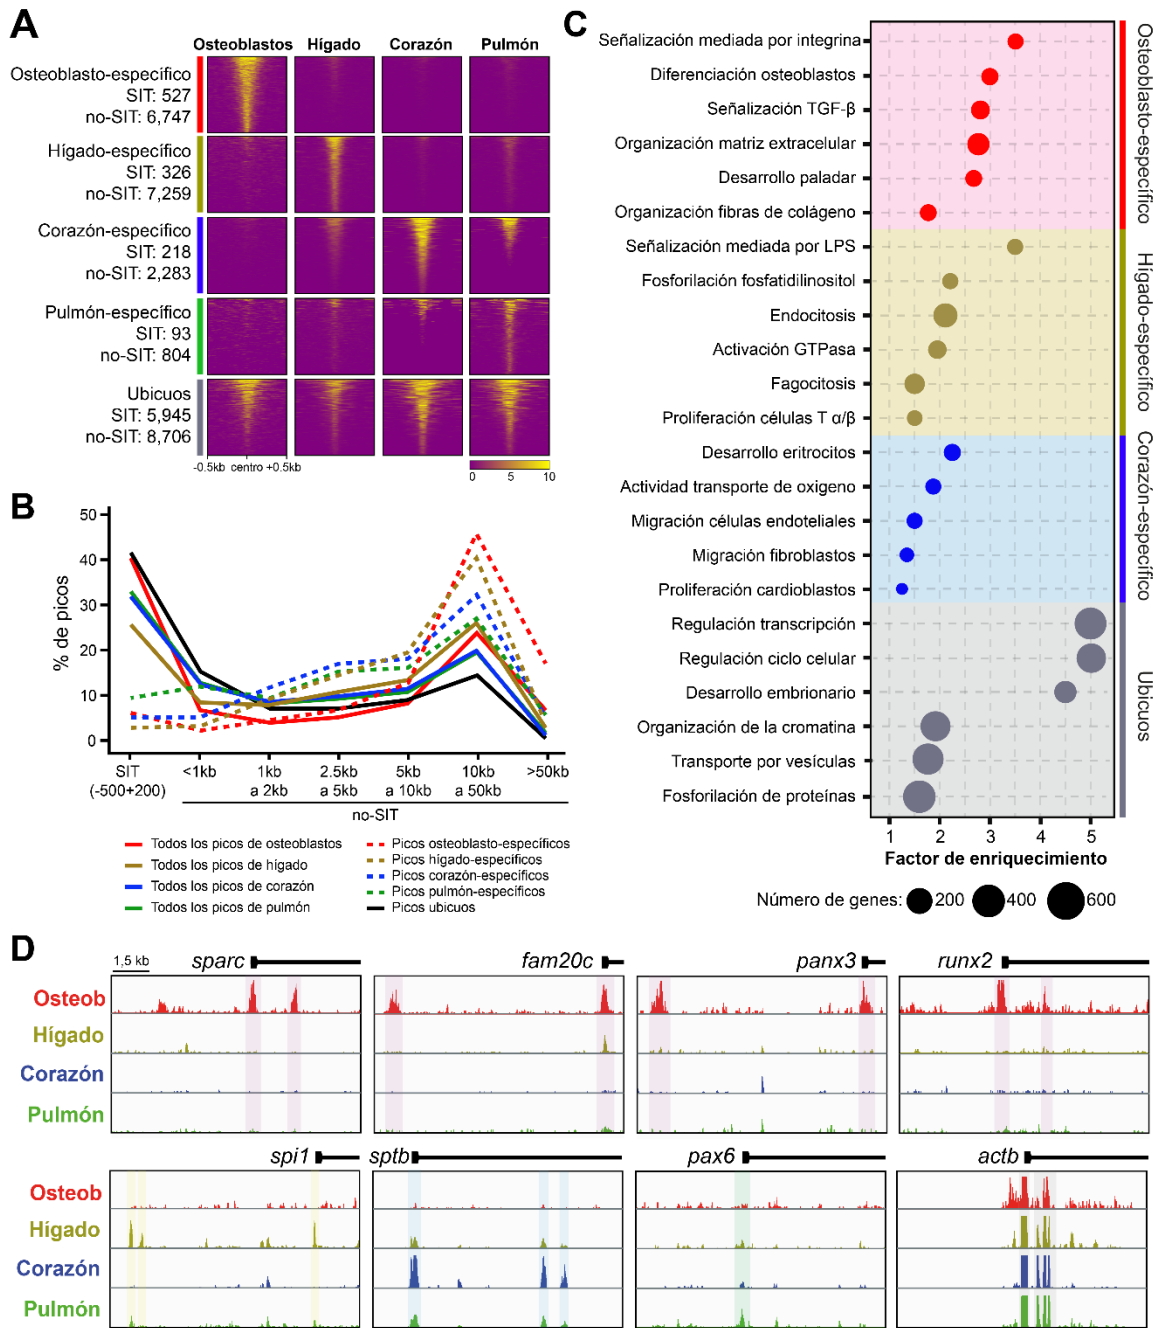 A
Osteoblastos Hígado Corazón Pulmón
Osteoblasto-específico
SIT: 527
no-SIT: 6,747
Hígado-específico
SIT: 326
no-SIT: 7,259
Corazón-específico
SIT: 218
no-SIT: 2,283
Pulmón-específico
SIT: 93
no-SIT: 804
Ubicuos
SIT: 5,945
no-SIT: 8,706
-0.5kb centro +0.5kb
0 5 10
B
% de picos
50
40
30
20
10
0
SIT
(-500+200)
<1kb
1kb
a 2kb
2.5kb
a 5kb
5kb
a 10kb
10kb
a 50kb
>50kb
no-SIT
Todos los picos de osteoblastos
Todos los picos de hígado
Todos los picos de corazón
Todos los picos de pulmón
Picos osteoblasto-específicos
Picos hígado-específicos
Picos corazón-específicos
Picos pulmón-específicos
Picos ubicuos
C
Señalización mediada por integrina
Diferenciación osteoblastos
Señalización TGF-β
Organización matriz extracelular
Desarrollo paladar
Organización fibras de colágeno
Señalización mediada por LPS
Fosforilación fosfatidilinositol
Endocitosis
Activación GTPasa
Fagocitosis
Proliferación células T α/β
Desarrollo eritrocitos
Actividad transporte de oxigeno
Migración células endoteliales
Migración fibroblastos
Proliferación cardioblastos
Regulación transcripción
Regulación ciclo celular
Desarrollo embrionario
Organización de la cromatina
Transporte por vesículas
Fosforilación de proteínas
Osteoblasto-específico
Hígado-específico
Corazón-específico
Ubicuos
1 2 3 4 5
Factor de enriquecimiento
Número de genes: 200 400 600
D
1,5 kb
sparc
fam20c
panx3
runx2
Osteob
Hígado
Corazón
Pulmón
spi1
sptb
pax6
actb
Osteob
Hígado
Corazón
Pulmón